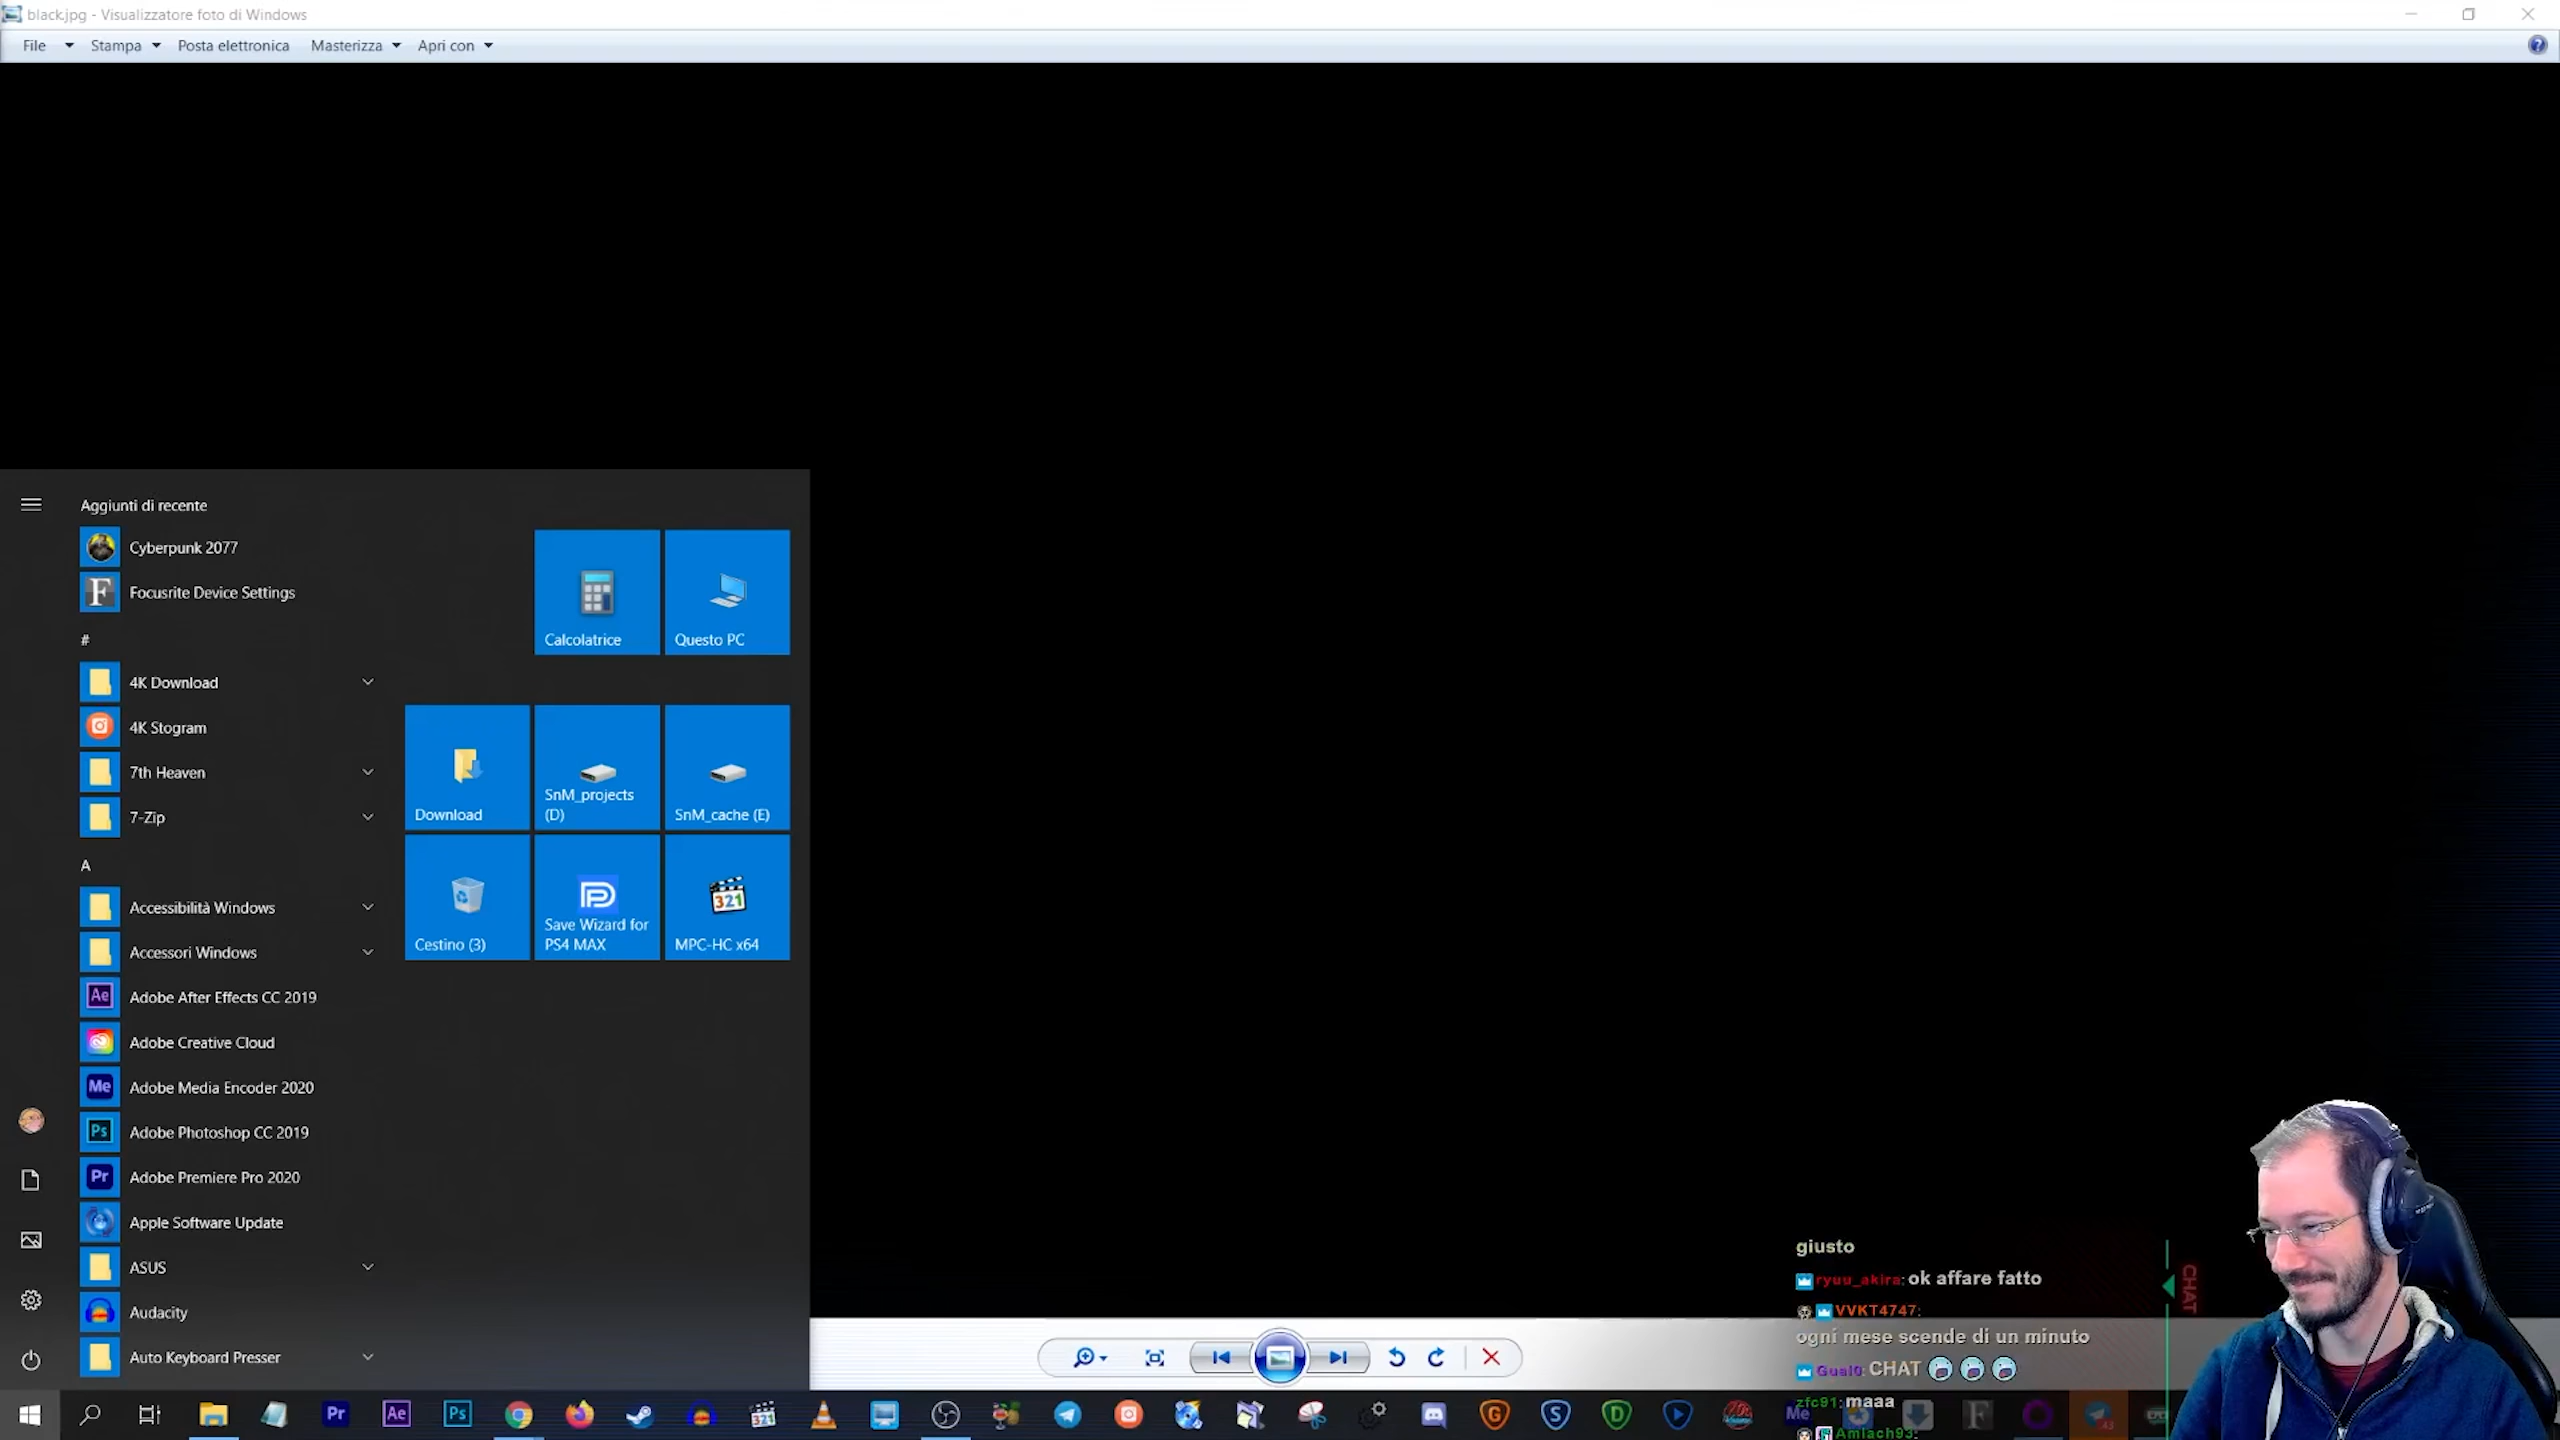 black.jpg - Visualizzatore foto di Windows
File Stampa Posta elettronica Masterizza Apri con
Aggiunti di recente
Cyberpunk 2077
Focusrite Device Settings
#
4K Download
4K Stogram
7th Heaven
7-Zip
A
Accessibilità Windows
Accessori Windows
Adobe After Effects CC 2019
Adobe Creative Cloud
Adobe Media Encoder 2020
Adobe Photoshop CC 2019
Adobe Premiere Pro 2020
Apple Software Update
ASUS
Audacity
Auto Keyboard Presser
Calcolatrice
Questo PC
Download
SnM_projects
(D)
SnM_cache (E)
Cestino (3)
Save Wizard for
PS4 MAX
MPC-HC x64
giusto
ryuu_akira: ok affare fatto
VVKT4747:
ogni mese scende di un minuto
Gual0: CHAT
zfc91: maaa
Amlach93:
CHAT